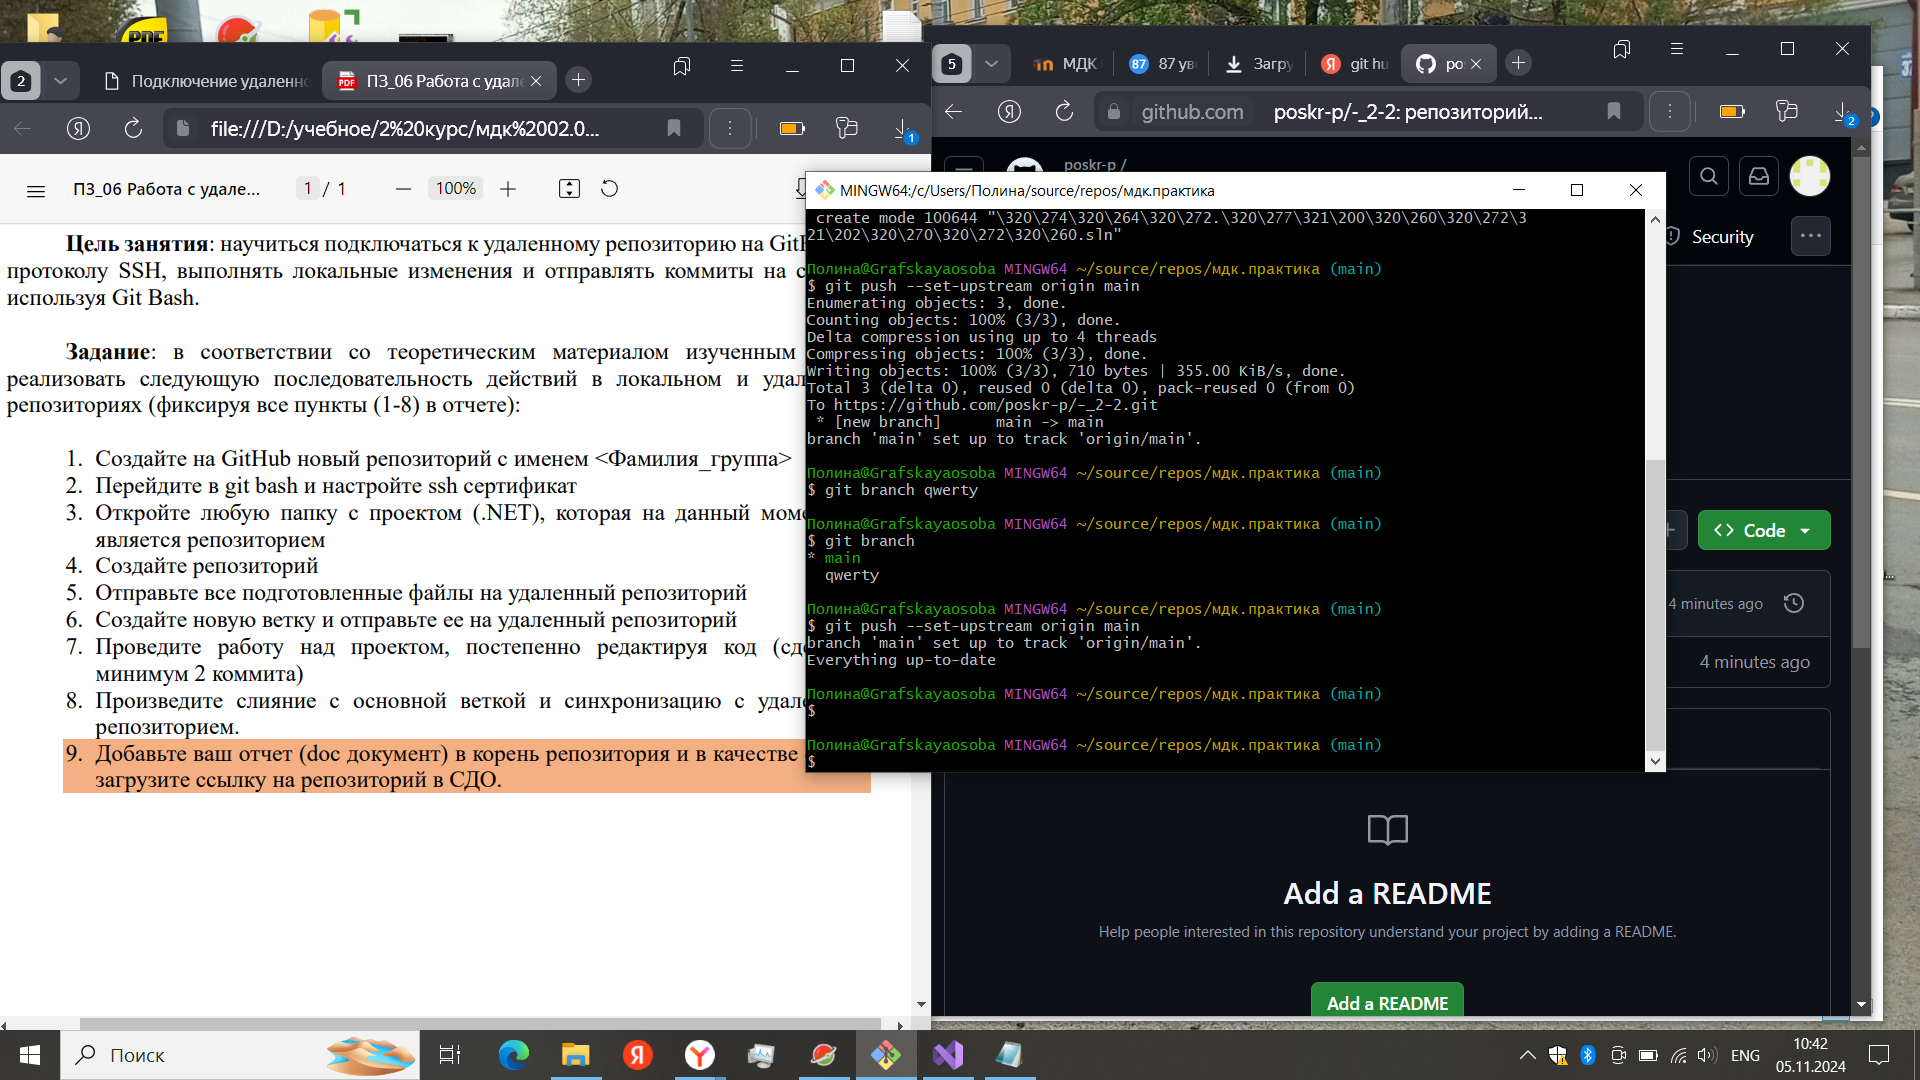 2
Подключение удаленно
ПЗ_06 Работа с удале
file:///D:/учебное/2%20курс/мдк%2002.0...
1
ПЗ_06 Работа с удале...
1 / 1
100%
Цель занятия: научиться подключаться к удаленному репозиторию на GitH
протоколу SSH, выполнять локальные изменения и отправлять коммиты на с
используя Git Bash.
Задание: в соответствии со теоретическим материалом изученным
реализовать следующую последовательность действий в локальном и удал
репозиториях (фиксируя все пункты (1-8) в отчете):
1. Создайте на GitHub новый репозиторий с именем <Фамилия_группа>
2. Перейдите в git bash и настройте ssh сертификат
3. Откройте любую папку с проектом (.NET), которая на данный моме
является репозиторием
4. Создайте репозиторий
5. Отправьте все подготовленные файлы на удаленный репозиторий
6. Создайте новую ветку и отправьте ее на удаленный репозиторий
7. Проведите работу над проектом, постепенно редактируя код (сде
минимум 2 коммита)
8. Произведите слияние с основной веткой и синхронизацию с удале
репозиторием.
9. Добавьте ваш отчет (doc документ) в корень репозитория и в качестве
загрузите ссылку на репозиторий в СДО.
5
МДК
87
87 уве
Загру
git hu
po
github.com
poskr-p/-_2-2: репозиторий...
2
poskr-p /
Security
MINGW64:/c/Users/Полина/source/repos/мдк.практика
create mode 100644 "\320\274\320\264\320\272.\320\277\321\200\320\260\320\272\3
21\202\320\270\320\272\320\260.sln"
Полина@Grafskayaosoba MINGW64 ~/source/repos/мдк.практика (main)
$ git push --set-upstream origin main
Enumerating objects: 3, done.
Counting objects: 100% (3/3), done.
Delta compression using up to 4 threads
Compressing objects: 100% (3/3), done.
Writing objects: 100% (3/3), 710 bytes | 355.00 KiB/s, done.
Total 3 (delta 0), reused 0 (delta 0), pack-reused 0 (from 0)
To https://github.com/poskr-p/-_2-2.git
* [new branch]      main -> main
branch 'main' set up to track 'origin/main'.
Полина@Grafskayaosoba MINGW64 ~/source/repos/мдк.практика (main)
$ git branch qwerty
Полина@Grafskayaosoba MINGW64 ~/source/repos/мдк.практика (main)
$ git branch
* main
qwerty
Полина@Grafskayaosoba MINGW64 ~/source/repos/мдк.практика (main)
$ git push --set-upstream origin main
branch 'main' set up to track 'origin/main'.
Everything up-to-date
Полина@Grafskayaosoba MINGW64 ~/source/repos/мдк.практика (main)
$
Полина@Grafskayaosoba MINGW64 ~/source/repos/мдк.практика (main)
$
Code
4 minutes ago
4 minutes ago
Add a README
Help people interested in this repository understand your project by adding a README.
Add a README
Поиск
ENG
10:42
05.11.2024